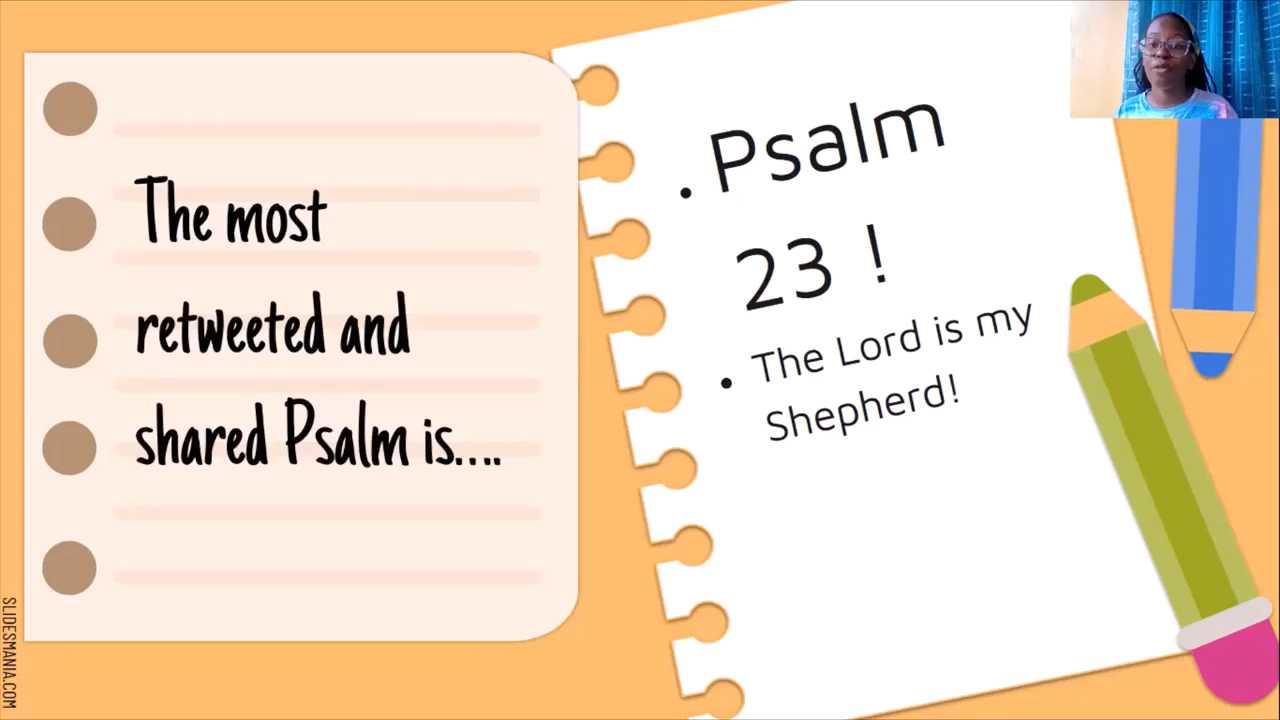 The most
retweeted and
shared Psalm is....
• Psalm
23 !
• The Lord is my
Shepherd!
SLIDESMANIA.COM